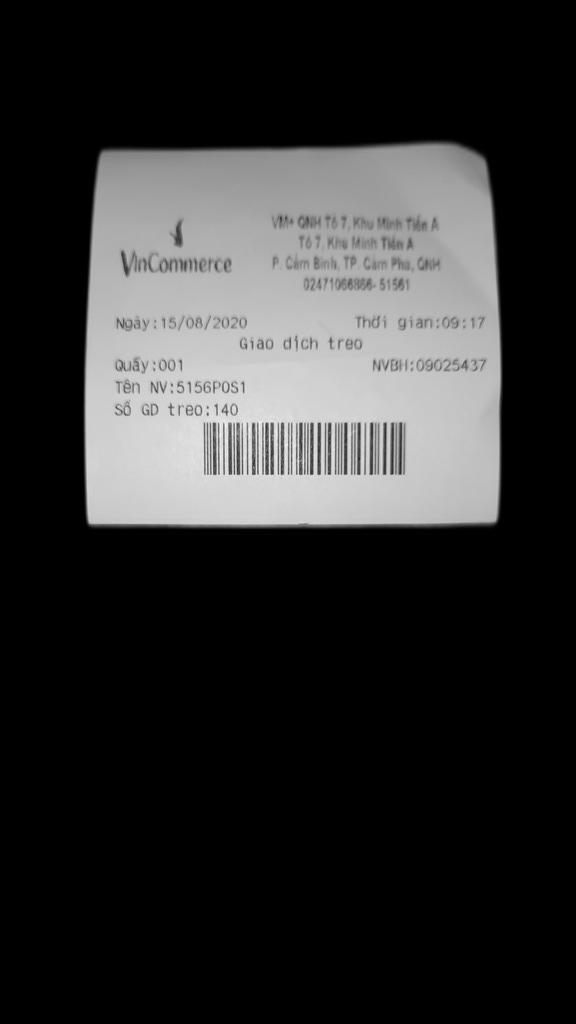 VinCommerce
VM+ QNH Tổ 7, Khu Minh Tiến A
Tổ 7, Khu Minh Tiến A
P. Cẩm Bình, TP. Cẩm Phả, QNH
02471066866- 51561
Ngày:15/08/2020 Thời gian:09:17
Giao dịch treo
Quầy:001 NVBH:09025437
Tên NV:5156POS1
Số GD treo:140